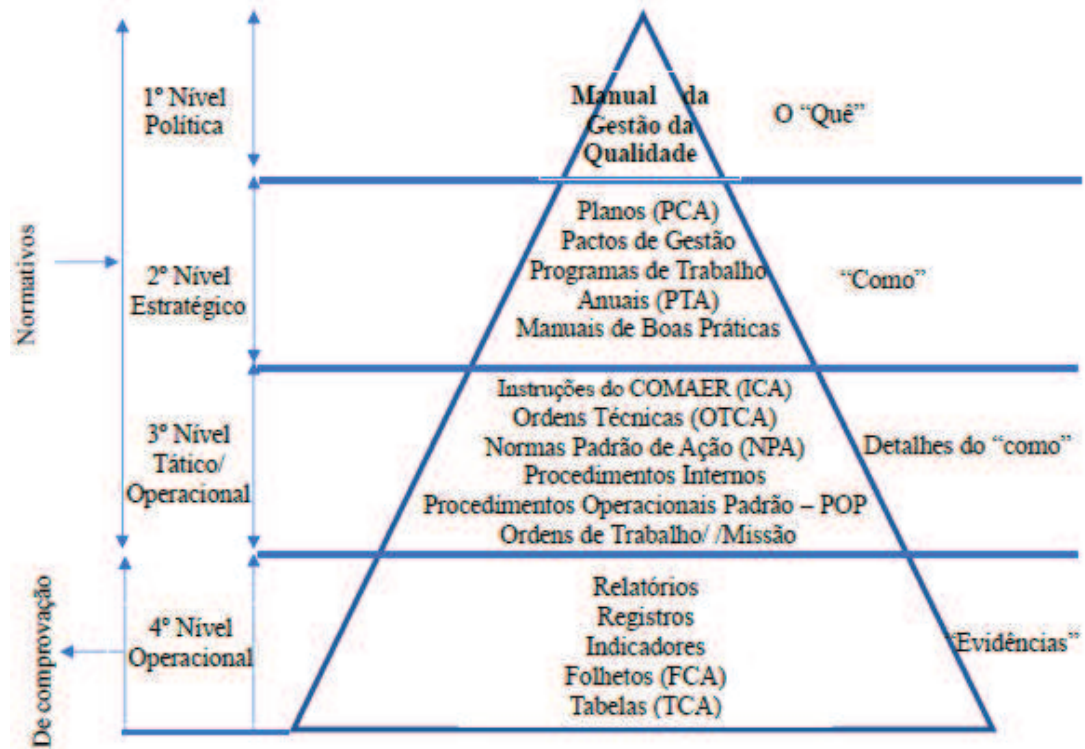 Normativos
De comprovação
1º Nível
Política
Manual da
Gestão da
Qualidade
O “Quê”
2º Nível
Estratégico
Planos (PCA)
Pactos de Gestão
Programas de Trabalho
Anuais (PTA)
Manuais de Boas Práticas
“Como”
3º Nível
Tático/
Operacional
Instruções do COMAER (ICA)
Ordens Técnicas (OTCA)
Normas Padrão de Ação (NPA)
Procedimentos Internos
Procedimentos Operacionais Padrão – POP
Ordens de Trabalho/ /Missão
Detalhes do “como”
4º Nível
Operacional
Relatórios
Registros
Indicadores
Folhetos (FCA)
Tabelas (TCA)
“Evidências”